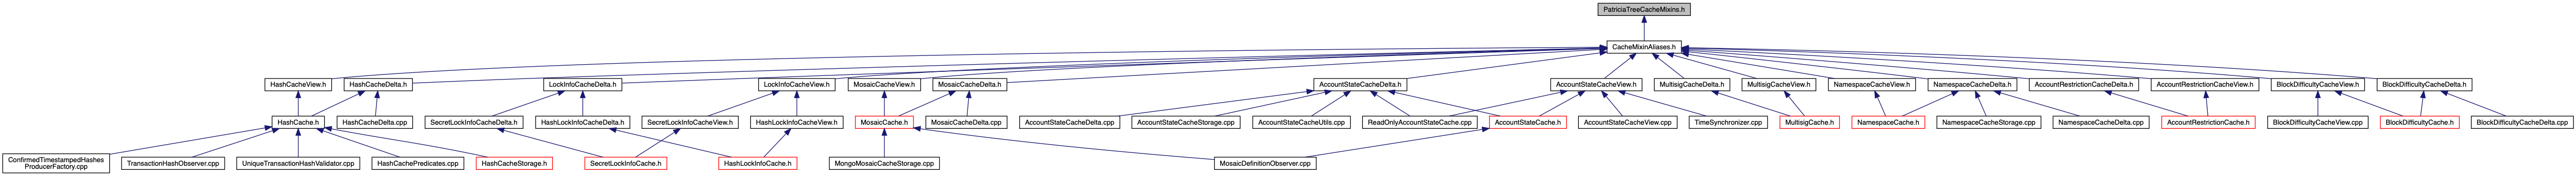 PatriciaTreeCacheMixins.h
CacheMixinAliases.h
HashCacheView.h
HashCacheDelta.h
LockInfoCacheDelta.h
LockInfoCacheView.h
MosaicCacheView.h
MosaicCacheDelta.h
AccountStateCacheDelta.h
AccountStateCacheView.h
MultisigCacheDelta.h
MultisigCacheView.h
NamespaceCacheView.h
NamespaceCacheDelta.h
AccountRestrictionCacheDelta.h
AccountRestrictionCacheView.h
BlockDifficultyCacheView.h
BlockDifficultyCacheDelta.h
HashCache.h
HashCacheDelta.cpp
SecretLockInfoCacheDelta.h
HashLockInfoCacheDelta.h
SecretLockInfoCacheView.h
HashLockInfoCacheView.h
MosaicCache.h
MosaicCacheDelta.cpp
AccountStateCacheDelta.cpp
AccountStateCacheStorage.cpp
AccountStateCacheUtils.cpp
ReadOnlyAccountStateCache.cpp
AccountStateCache.h
AccountStateCacheView.cpp
TimeSynchronizer.cpp
MultisigCache.h
NamespaceCache.h
NamespaceCacheStorage.cpp
NamespaceCacheDelta.cpp
AccountRestrictionCache.h
BlockDifficultyCacheView.cpp
BlockDifficultyCache.h
BlockDifficultyCacheDelta.cpp
ConfirmedTimestampedHashes
ProducerFactory.cpp
TransactionHashObserver.cpp
UniqueTransactionHashValidator.cpp
HashCachePredicates.cpp
HashCacheStorage.h
SecretLockInfoCache.h
HashLockInfoCache.h
MongoMosaicCacheStorage.cpp
MosaicDefinitionObserver.cpp